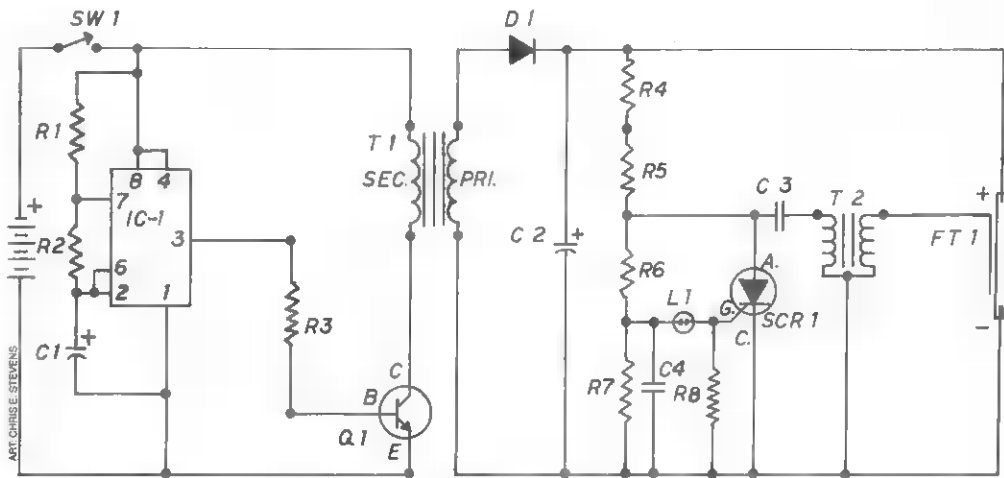 SW 1
D 1
R4
R1
T 1
R5
SEC.
PRI.
8
4
C 3
T 2
7
IC-1
+
+
R2
3
C 2
+
FT 1
6
R6
A.
2
1
L 1
G.
SCR 1
-
C.
R3
C1
+
C4
R7
R8
C
B
Q 1
E
ART: CHRIS E. STEVENS